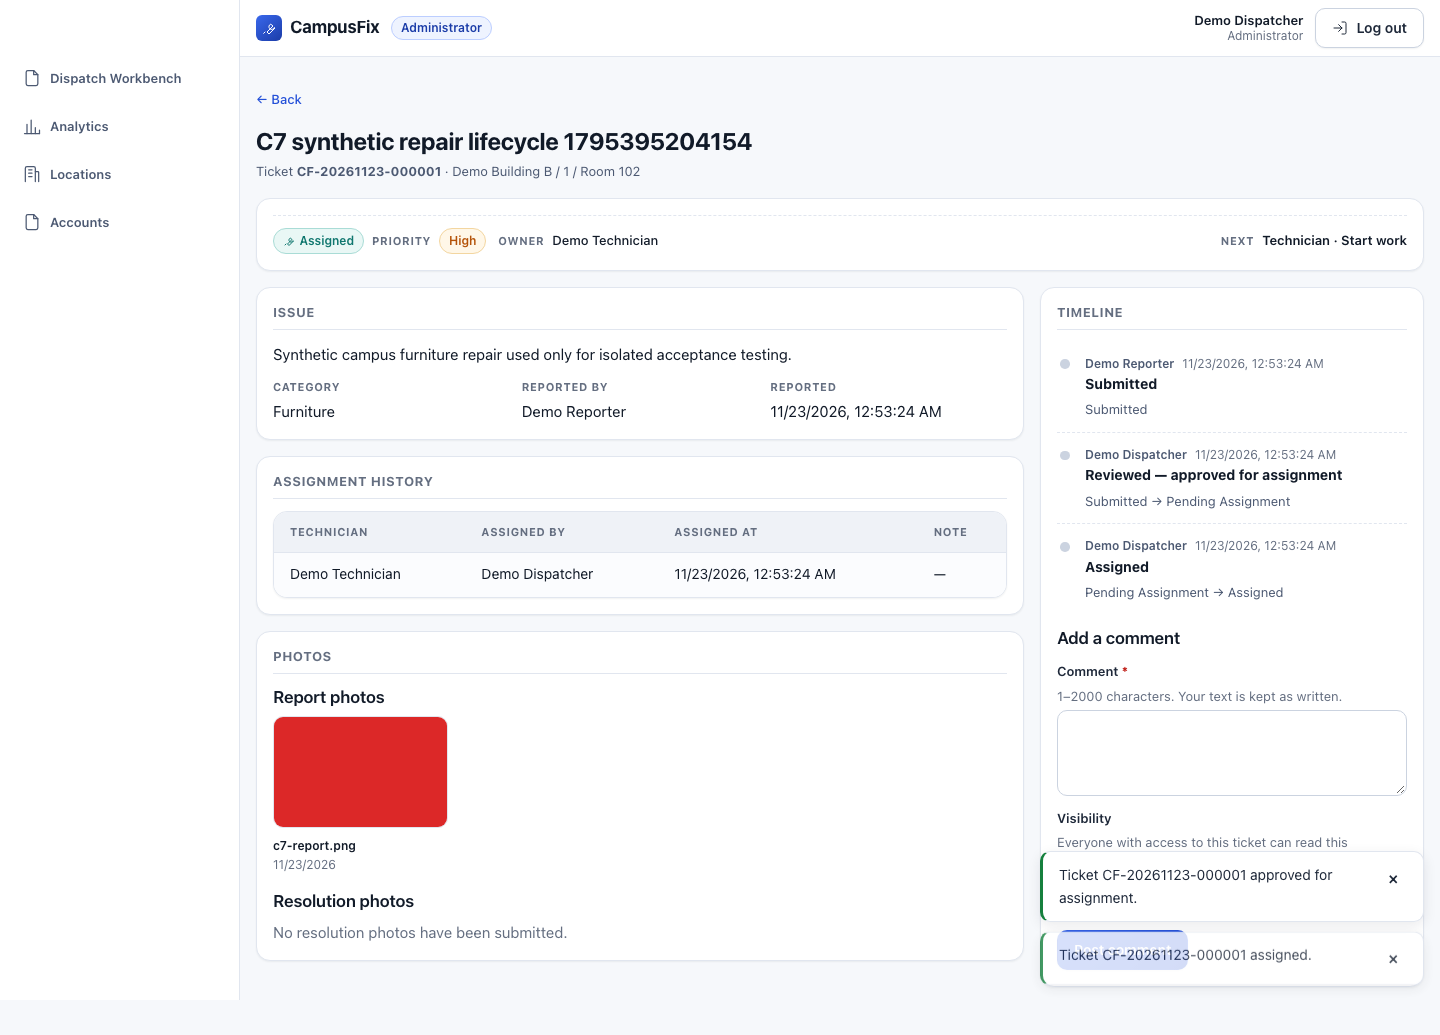 CampusFix
Administrator
Demo Dispatcher
Administrator
Log out
Dispatch Workbench
Analytics
Locations
Accounts
← Back
C7 synthetic repair lifecycle 1795395204154
Ticket CF-20261123-000001 · Demo Building B / 1 / Room 102
Assigned PRIORITY High OWNER Demo Technician
NEXT Technician · Start work
ISSUE
Synthetic campus furniture repair used only for isolated acceptance testing.
CATEGORY REPORTED BY REPORTED
Furniture Demo Reporter 11/23/2026, 12:53:24 AM
ASSIGNMENT HISTORY
TECHNICIAN ASSIGNED BY ASSIGNED AT NOTE
Demo Technician Demo Dispatcher 11/23/2026, 12:53:24 AM —
PHOTOS
Report photos
c7-report.png
11/23/2026
Resolution photos
No resolution photos have been submitted.
TIMELINE
Demo Reporter 11/23/2026, 12:53:24 AM
Submitted
Submitted
Demo Dispatcher 11/23/2026, 12:53:24 AM
Reviewed — approved for assignment
Submitted → Pending Assignment
Demo Dispatcher 11/23/2026, 12:53:24 AM
Assigned
Pending Assignment → Assigned
Add a comment
Comment *
1–2000 characters. Your text is kept as written.
Visibility
Everyone with access to this ticket can read this
Ticket CF-20261123-000001 approved for
assignment.
×
Ticket CF-20261123-000001 assigned.
×